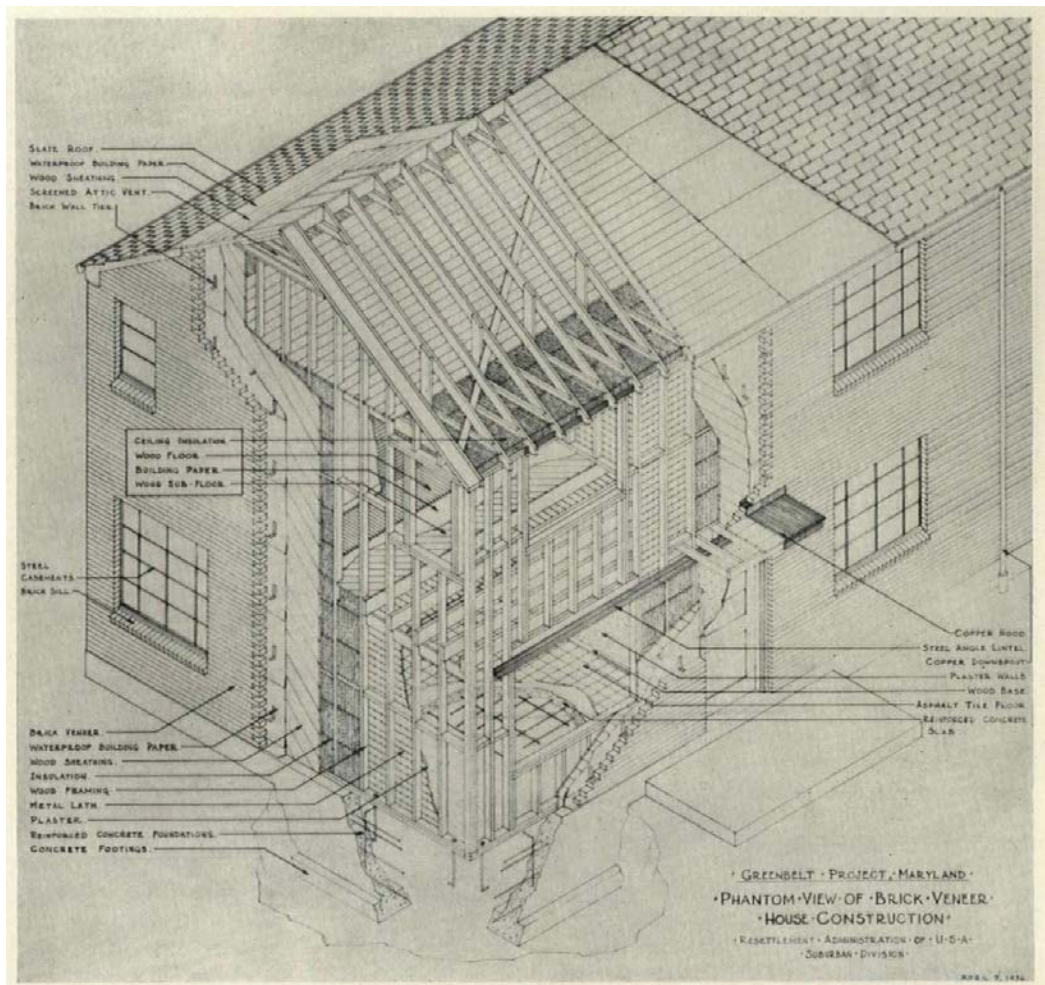 SLATE ROOF.
WATERPROOF BUILDING PAPER.
WOOD SHEATHING.
SCREENED ATTIC VENT.
BRICK WALL TIES.
CEILING INSULATION
WOOD FLOOR
BUILDING PAPER
WOOD SUB-FLOOR
STEEL
CASEMENTS
BRICK SILL
COPPER HOOD
STEEL ANGLE LINTEL
COPPER DOWNSPOUT
PLASTER WALLS
WOOD BASE
ASPHALT TILE FLOOR
REINFORCED CONCRETE
SLAB
BRICK VENEER
WATERPROOF BUILDING PAPER
WOOD SHEATHING.
INSULATION
WOOD FRAMING
METAL LATH
PLASTER
REINFORCED CONCRETE FOUNDATIONS.
CONCRETE FOOTINGS.
· GREENBELT · PROJECT, MARYLAND ·
· PHANTOM · VIEW · OF · BRICK · VENEER ·
· HOUSE · CONSTRUCTION ·
· RESETTLEMENT · ADMINISTRATION · OF · U · S · A ·
· SUBURBAN · DIVISION ·
APRIL